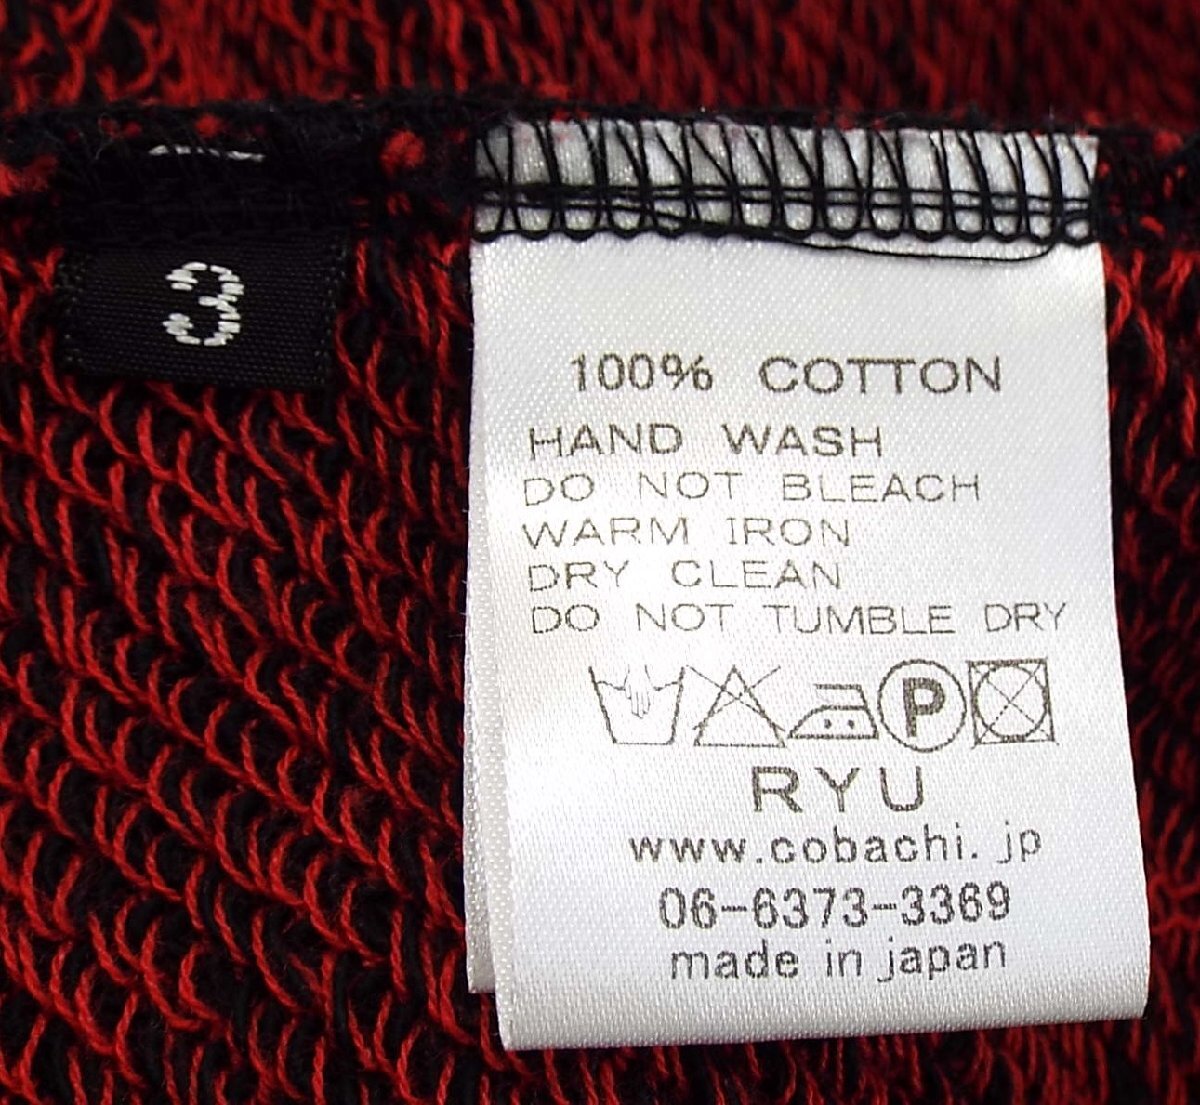 3
100% COTTON
HAND WASH
DO NOT BLEACH
WARM IRON
DRY CLEAN
DO NOT TUMBLE DRY
P
RYU
www.cobachi.jp
06-6373-3369
made in japan